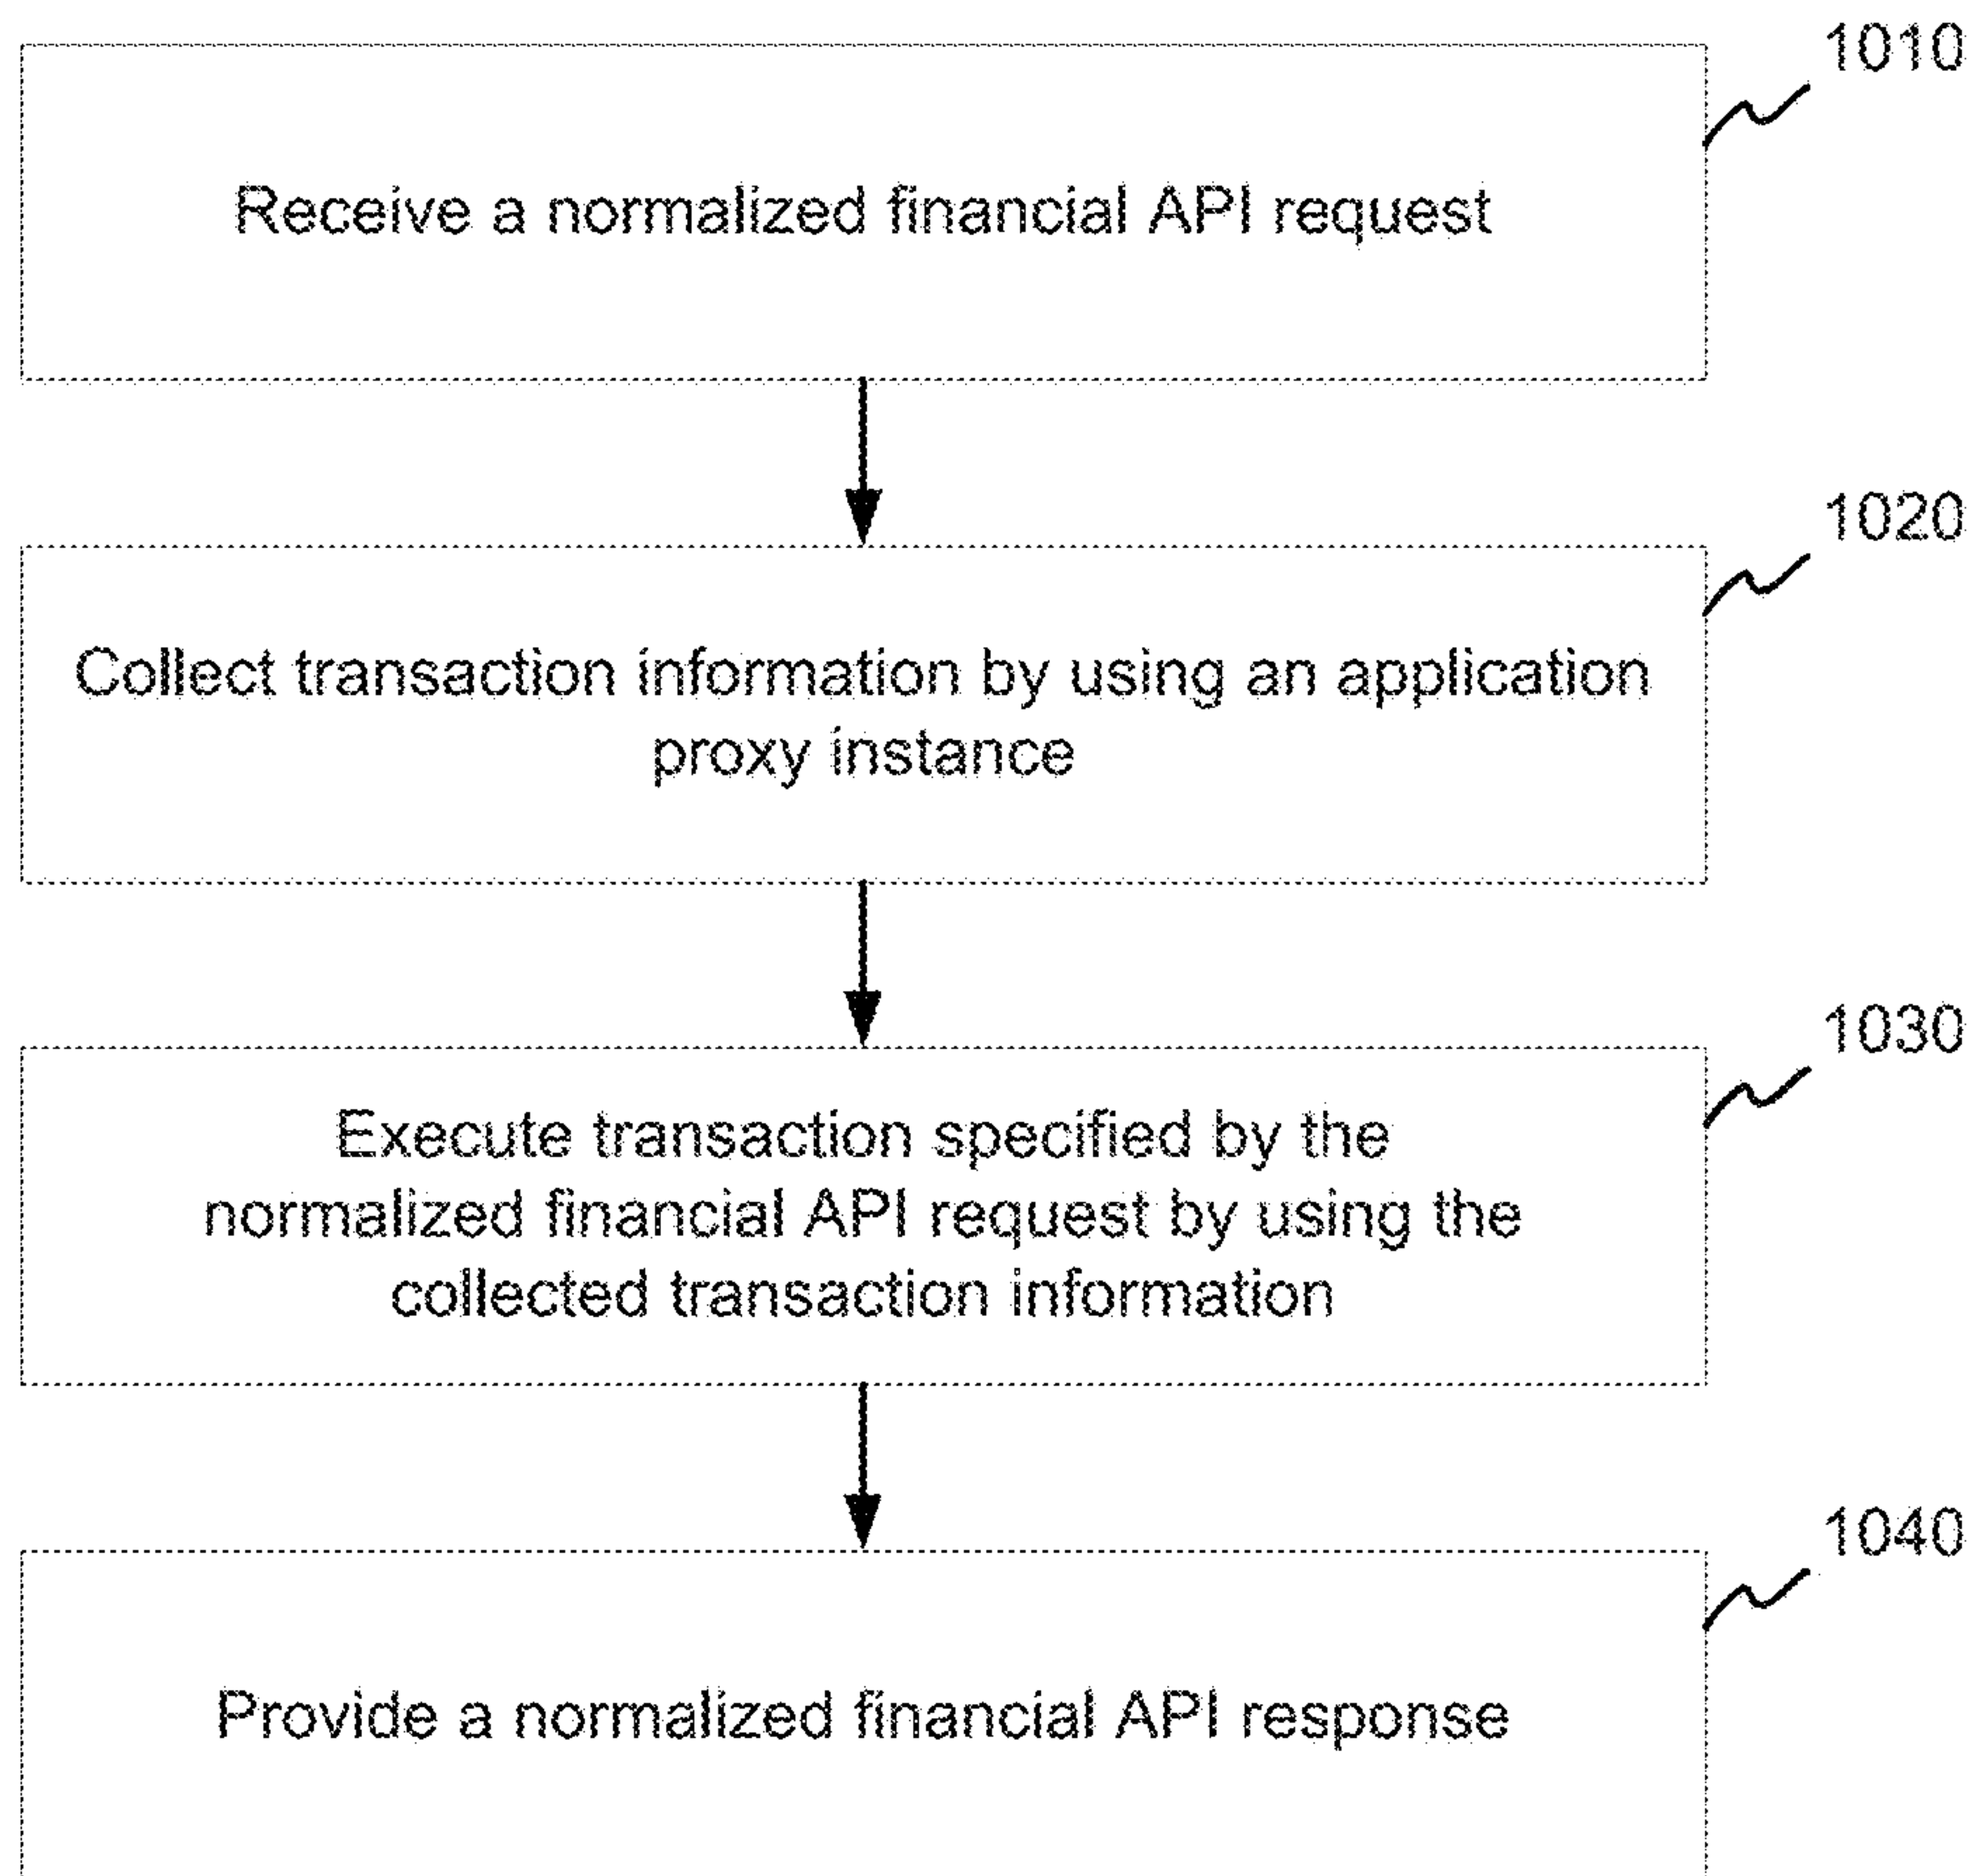 1010
Receive a normalized financial API request
1020
Collect transaction information by using an application
proxy instance
1030
Execute transaction specified by the
normalized financial API request by using the
collected transaction information
1040
Provide a normalized financial API response